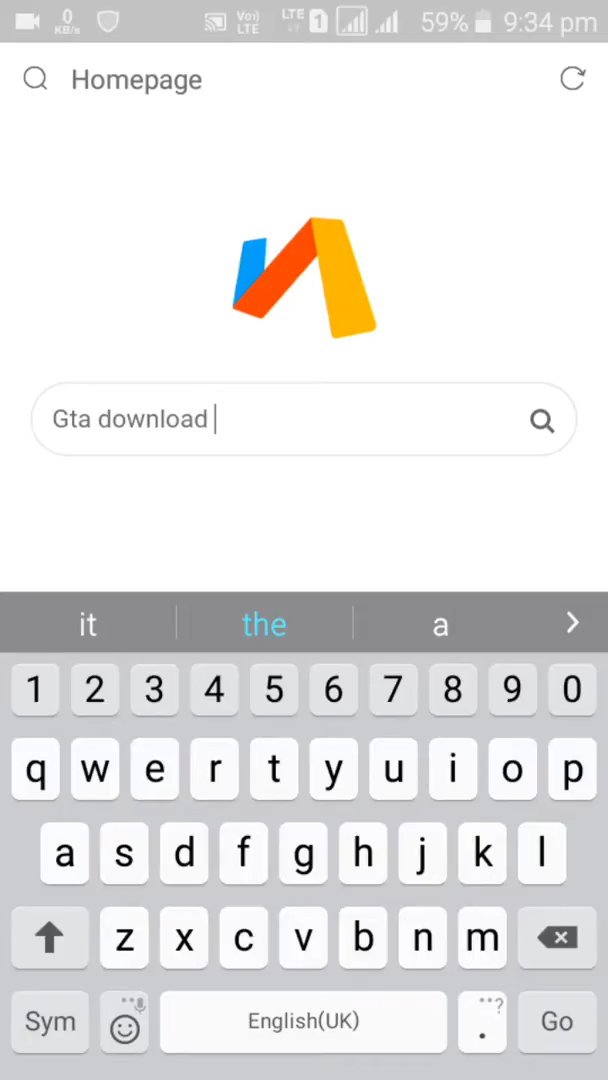 0 KB/s Voi) LTE LTE 1 59% 9:34 pm
Homepage
Gta download
it the a
1 2 3 4 5 6 7 8 9 0
q w e r t y u i o p
a s d f g h j k l
z x c v b n m
Sym English(UK) . ? Go